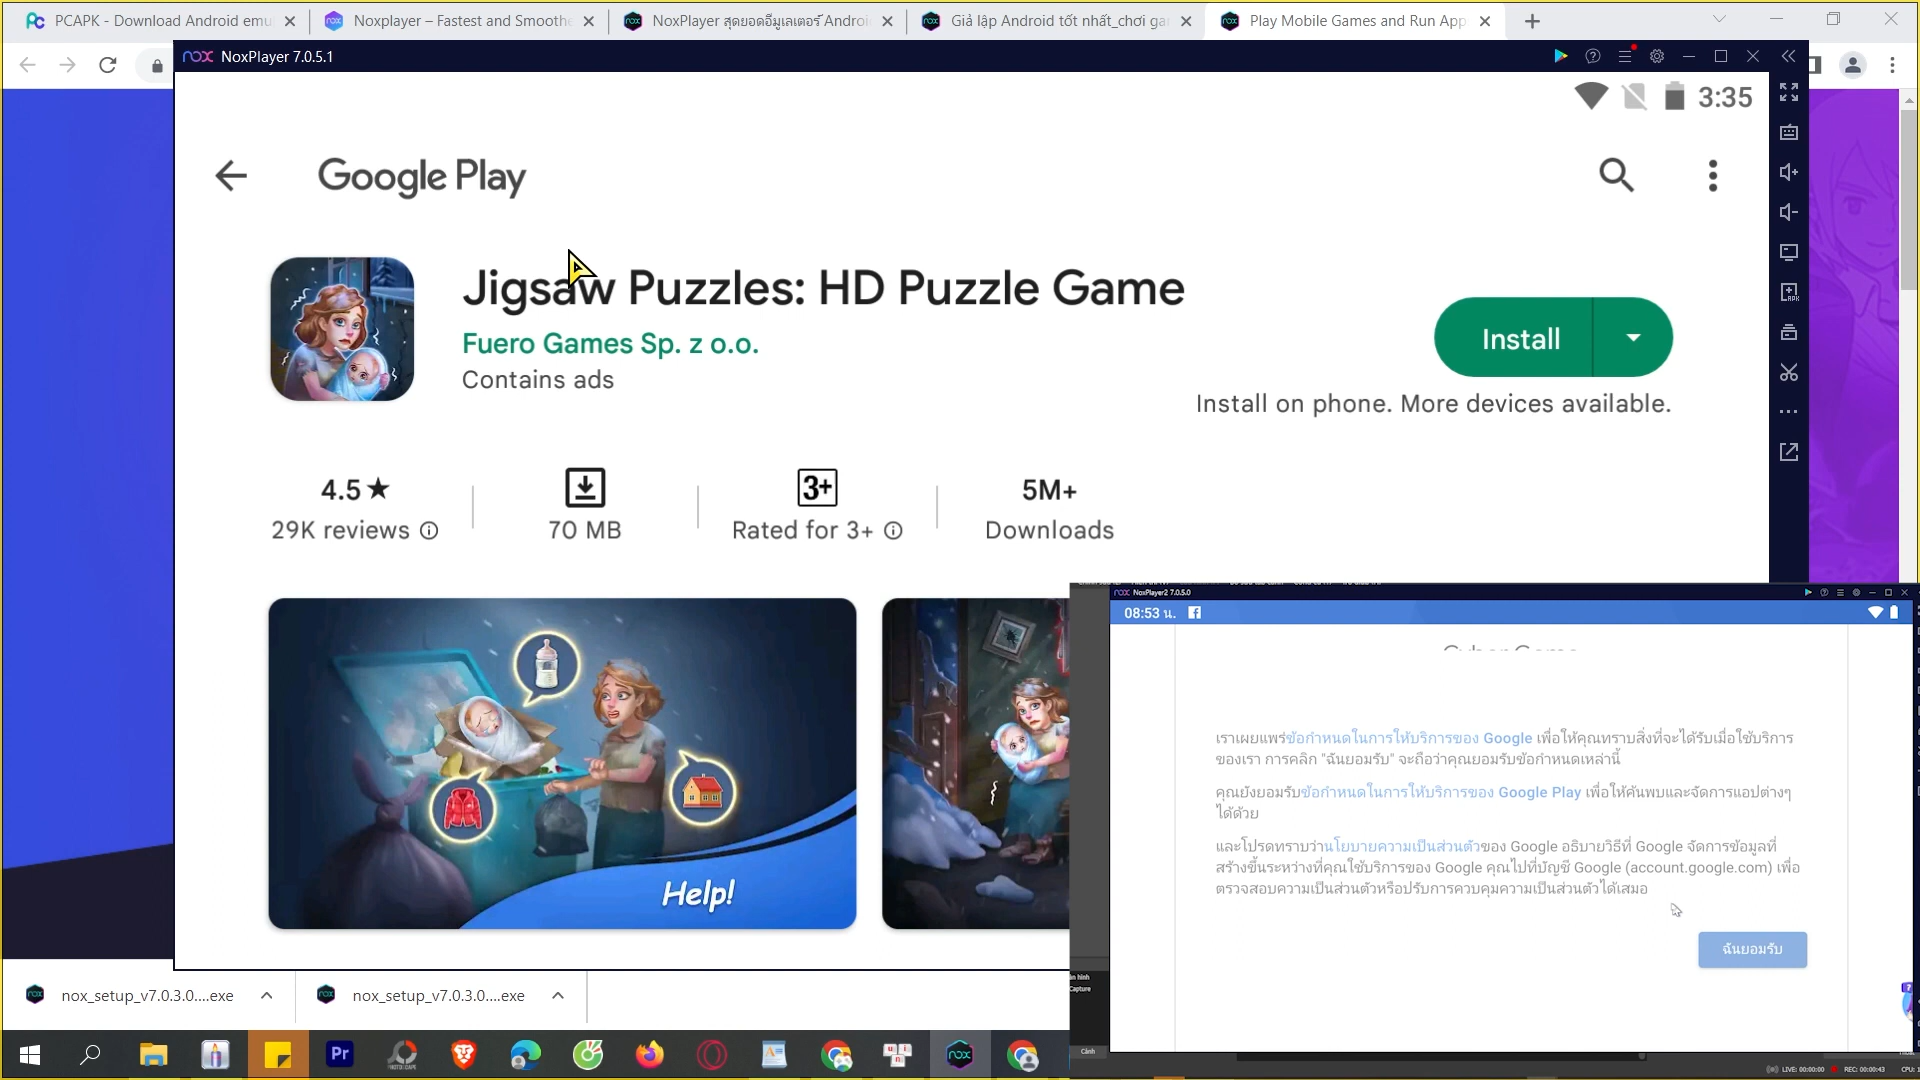 PCAPK - Download Android emu
Noxplayer – Fastest and Smoothe
NoxPlayer สุดยอดอีมูเลเตอร์ Androi
Giả lập Android tốt nhất_chơi ga
Play Mobile Games and Run App
nox NoxPlayer 7.0.5.1
3:35
Google Play
Jigsaw Puzzles: HD Puzzle Game
Fuero Games Sp. z o.o.
Contains ads
Install
Install on phone. More devices available.
4.5★
29K reviews
70 MB
3+
Rated for 3+
5M+
Downloads
Help!
nox NoxPlayer2 7.0.5.0
08:53 น.
เราเผยแพร่ข้อกำหนดในการให้บริการของ Google เพื่อให้คุณทราบสิ่งที่จะได้รับเมื่อใช้บริการ
ของเรา การคลิก "ฉันยอมรับ" จะถือว่าคุณยอมรับข้อกำหนดเหล่านี้
คุณยังยอมรับข้อกำหนดในการให้บริการของ Google Play เพื่อให้ค้นพบและจัดการแอปต่างๆ
ได้ด้วย
และโปรดทราบว่านโยบายความเป็นส่วนตัวของ Google อธิบายวิธีที่ Google จัดการข้อมูลที่
สร้างขึ้นระหว่างที่คุณใช้บริการของ Google คุณไปที่บัญชี Google (account.google.com) เพื่อ
ตรวจสอบความเป็นส่วนตัวหรือปรับการควบคุมความเป็นส่วนตัวได้เสมอ
ฉันยอมรับ
Capture
Cảnh
nox_setup_v7.0.3.0....exe
nox_setup_v7.0.3.0....exe
Pr
nox
LIVE: 00:00:00
REC: 00:00:43
CPU: 1